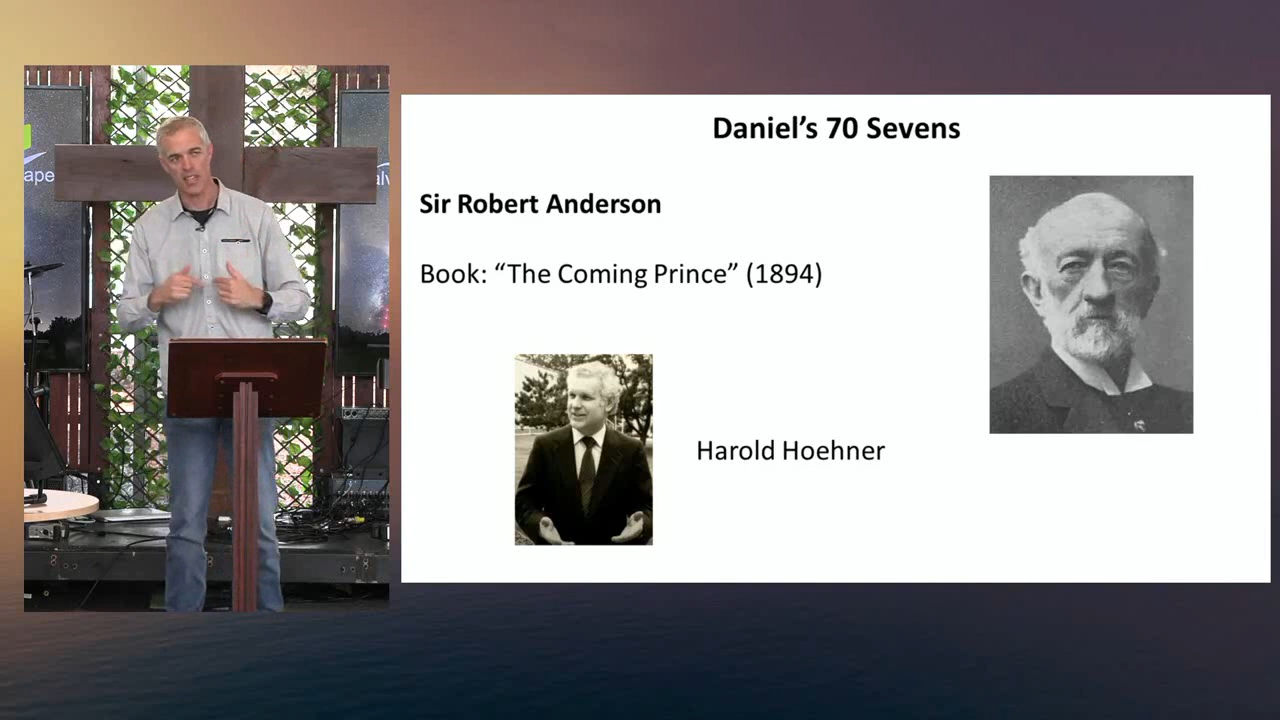 Daniel’s 70 Sevens
Sir Robert Anderson
Book: “The Coming Prince” (1894)
Harold Hoehner